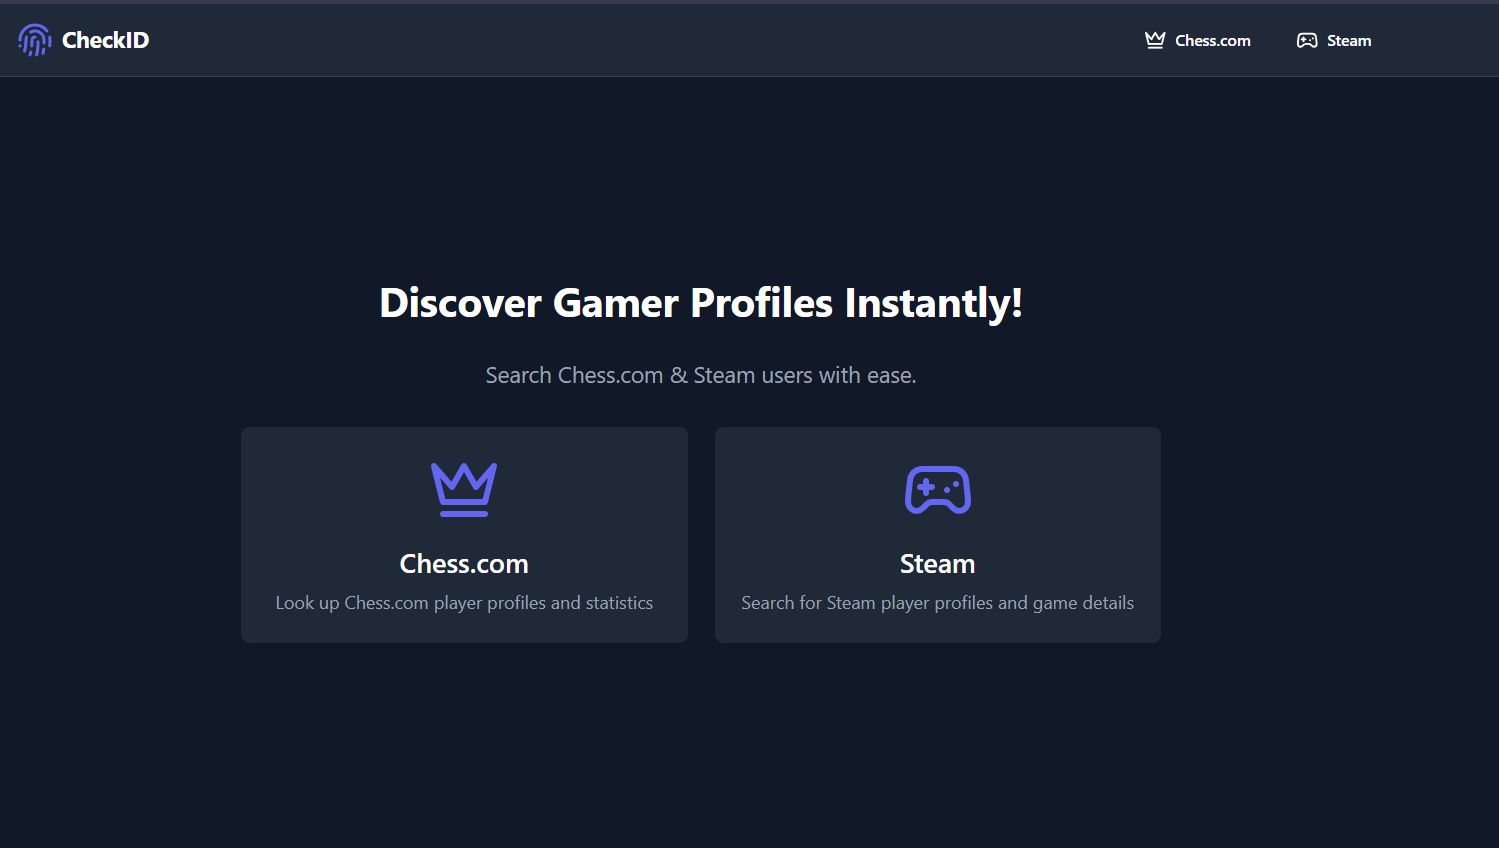 CheckID
Chess.com
Steam
Discover Gamer Profiles Instantly!
Search Chess.com & Steam users with ease.
Chess.com
Look up Chess.com player profiles and statistics
Steam
Search for Steam player profiles and game details